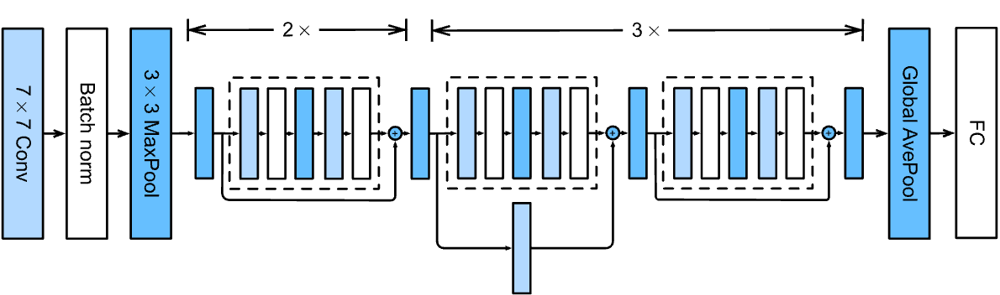 2 ×
3 ×
7 × 7 Conv
Batch norm
3 × 3 MaxPool
+
+
+
Global AvePool
FC